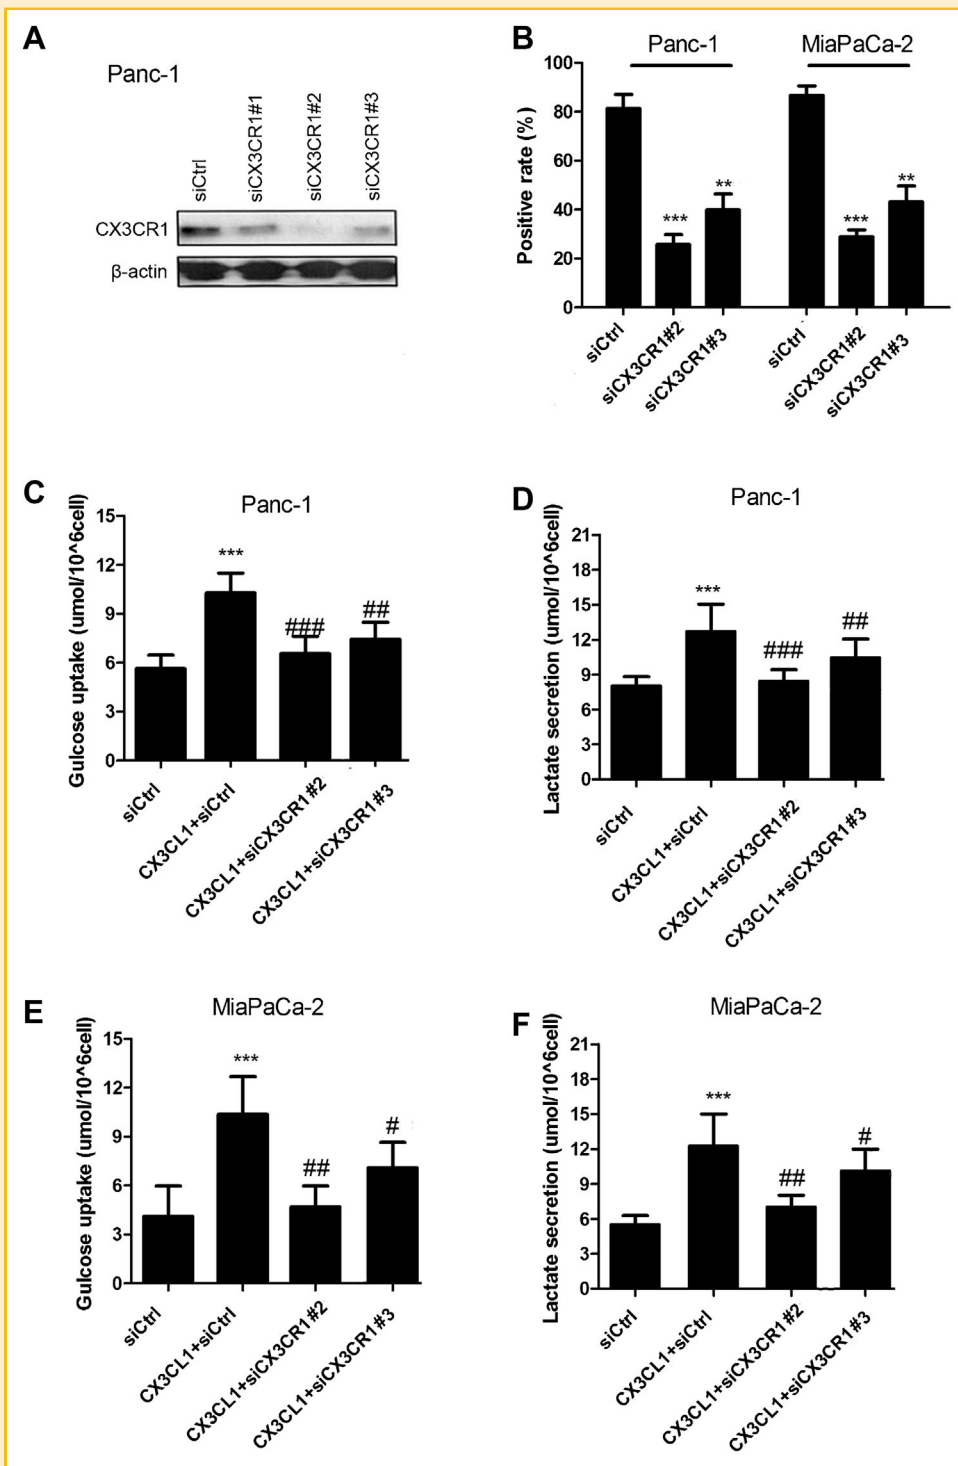 A
Panc-1
siCtrl
siCX3CR1#1
siCX3CR1#2
siCX3CR1#3
CX3CR1
β-actin
B
Panc-1
MiaPaCa-2
Positive rate (%)
100
80
60
40
20
0
***
**
***
**
siCtrl
siCX3CR1#2
siCX3CR1#3
siCtrl
siCX3CR1#2
siCX3CR1#3
C
Panc-1
Gulcose uptake (umol/10^6cell)
15
12
9
6
3
0
***
###
##
siCtrl
CX3CL1+siCtrl
CX3CL1+siCX3CR1#2
CX3CL1+siCX3CR1#3
D
Panc-1
Lactate secretion (umol/10^6cell)
21
18
15
12
9
6
3
0
***
###
##
siCtrl
CX3CL1+siCtrl
CX3CL1+siCX3CR1#2
CX3CL1+siCX3CR1#3
E
MiaPaCa-2
Gulcose uptake (umol/10^6cell)
15
12
9
6
3
0
***
##
#
siCtrl
CX3CL1+siCtrl
CX3CL1+siCX3CR1#2
CX3CL1+siCX3CR1#3
F
MiaPaCa-2
Lactate secretion (umol/10^6cell)
21
18
15
12
9
6
3
0
***
##
#
siCtrl
CX3CL1+siCtrl
CX3CL1+siCX3CR1#2
CX3CL1+siCX3CR1#3